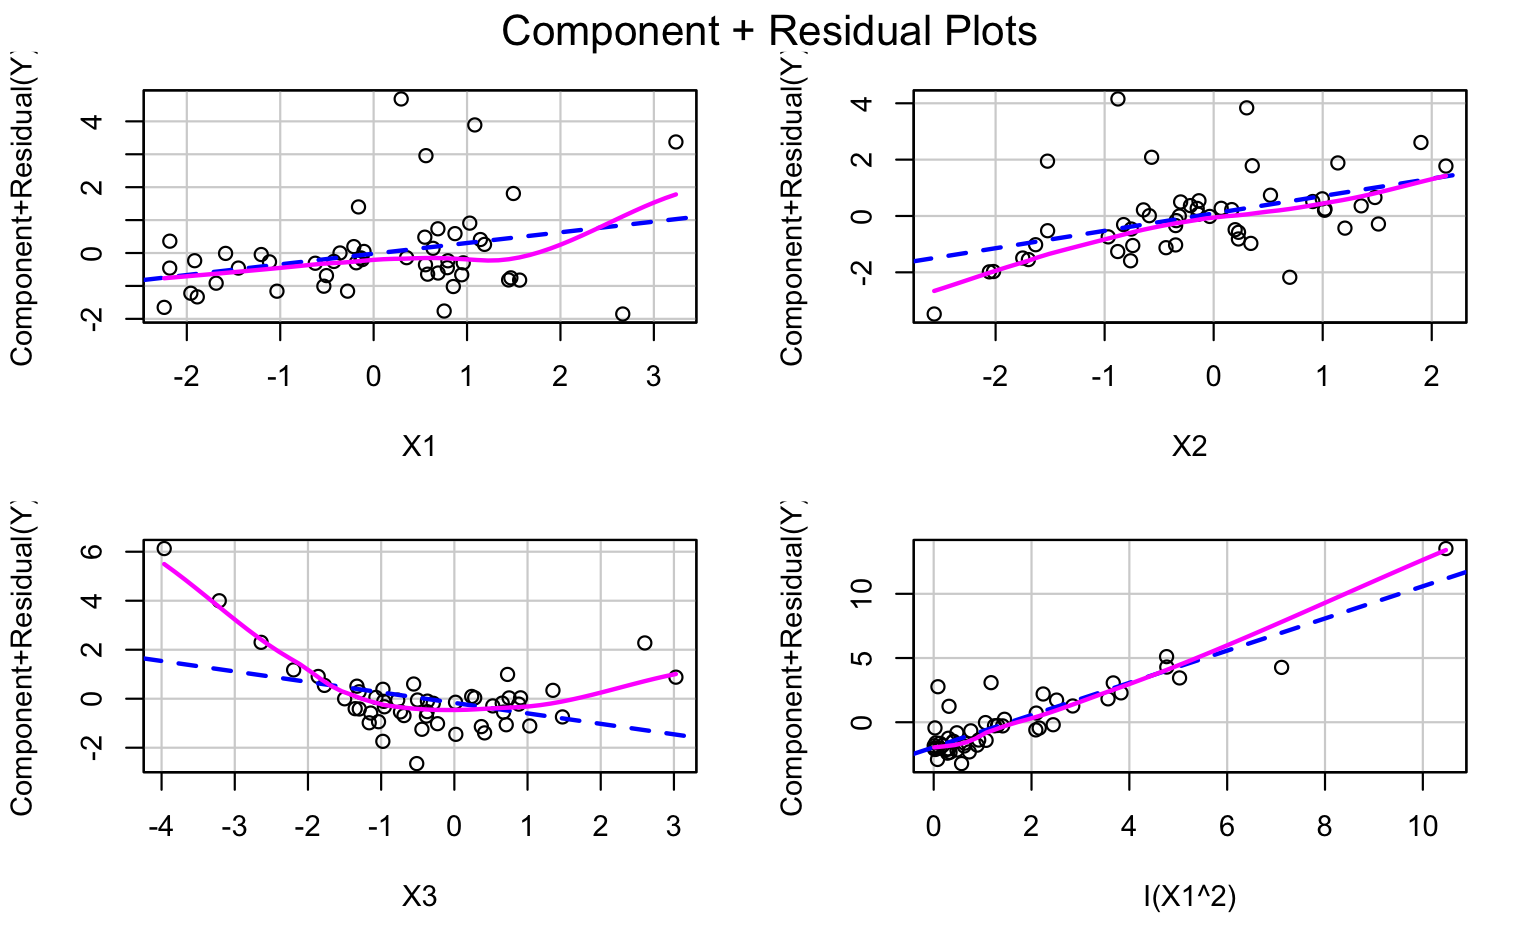 Component + Residual Plots
Component+Residual(Y)
4
2
0
-2
-2 -1 0 1 2 3
X1
Component+Residual(Y)
4
2
0
-2
-2 -1 0 1 2
X2
Component+Residual(Y)
6
4
2
0
-2
-4 -3 -2 -1 0 1 2 3
X3
Component+Residual(Y)
10
5
0
0 2 4 6 8 10
I(X1^2)